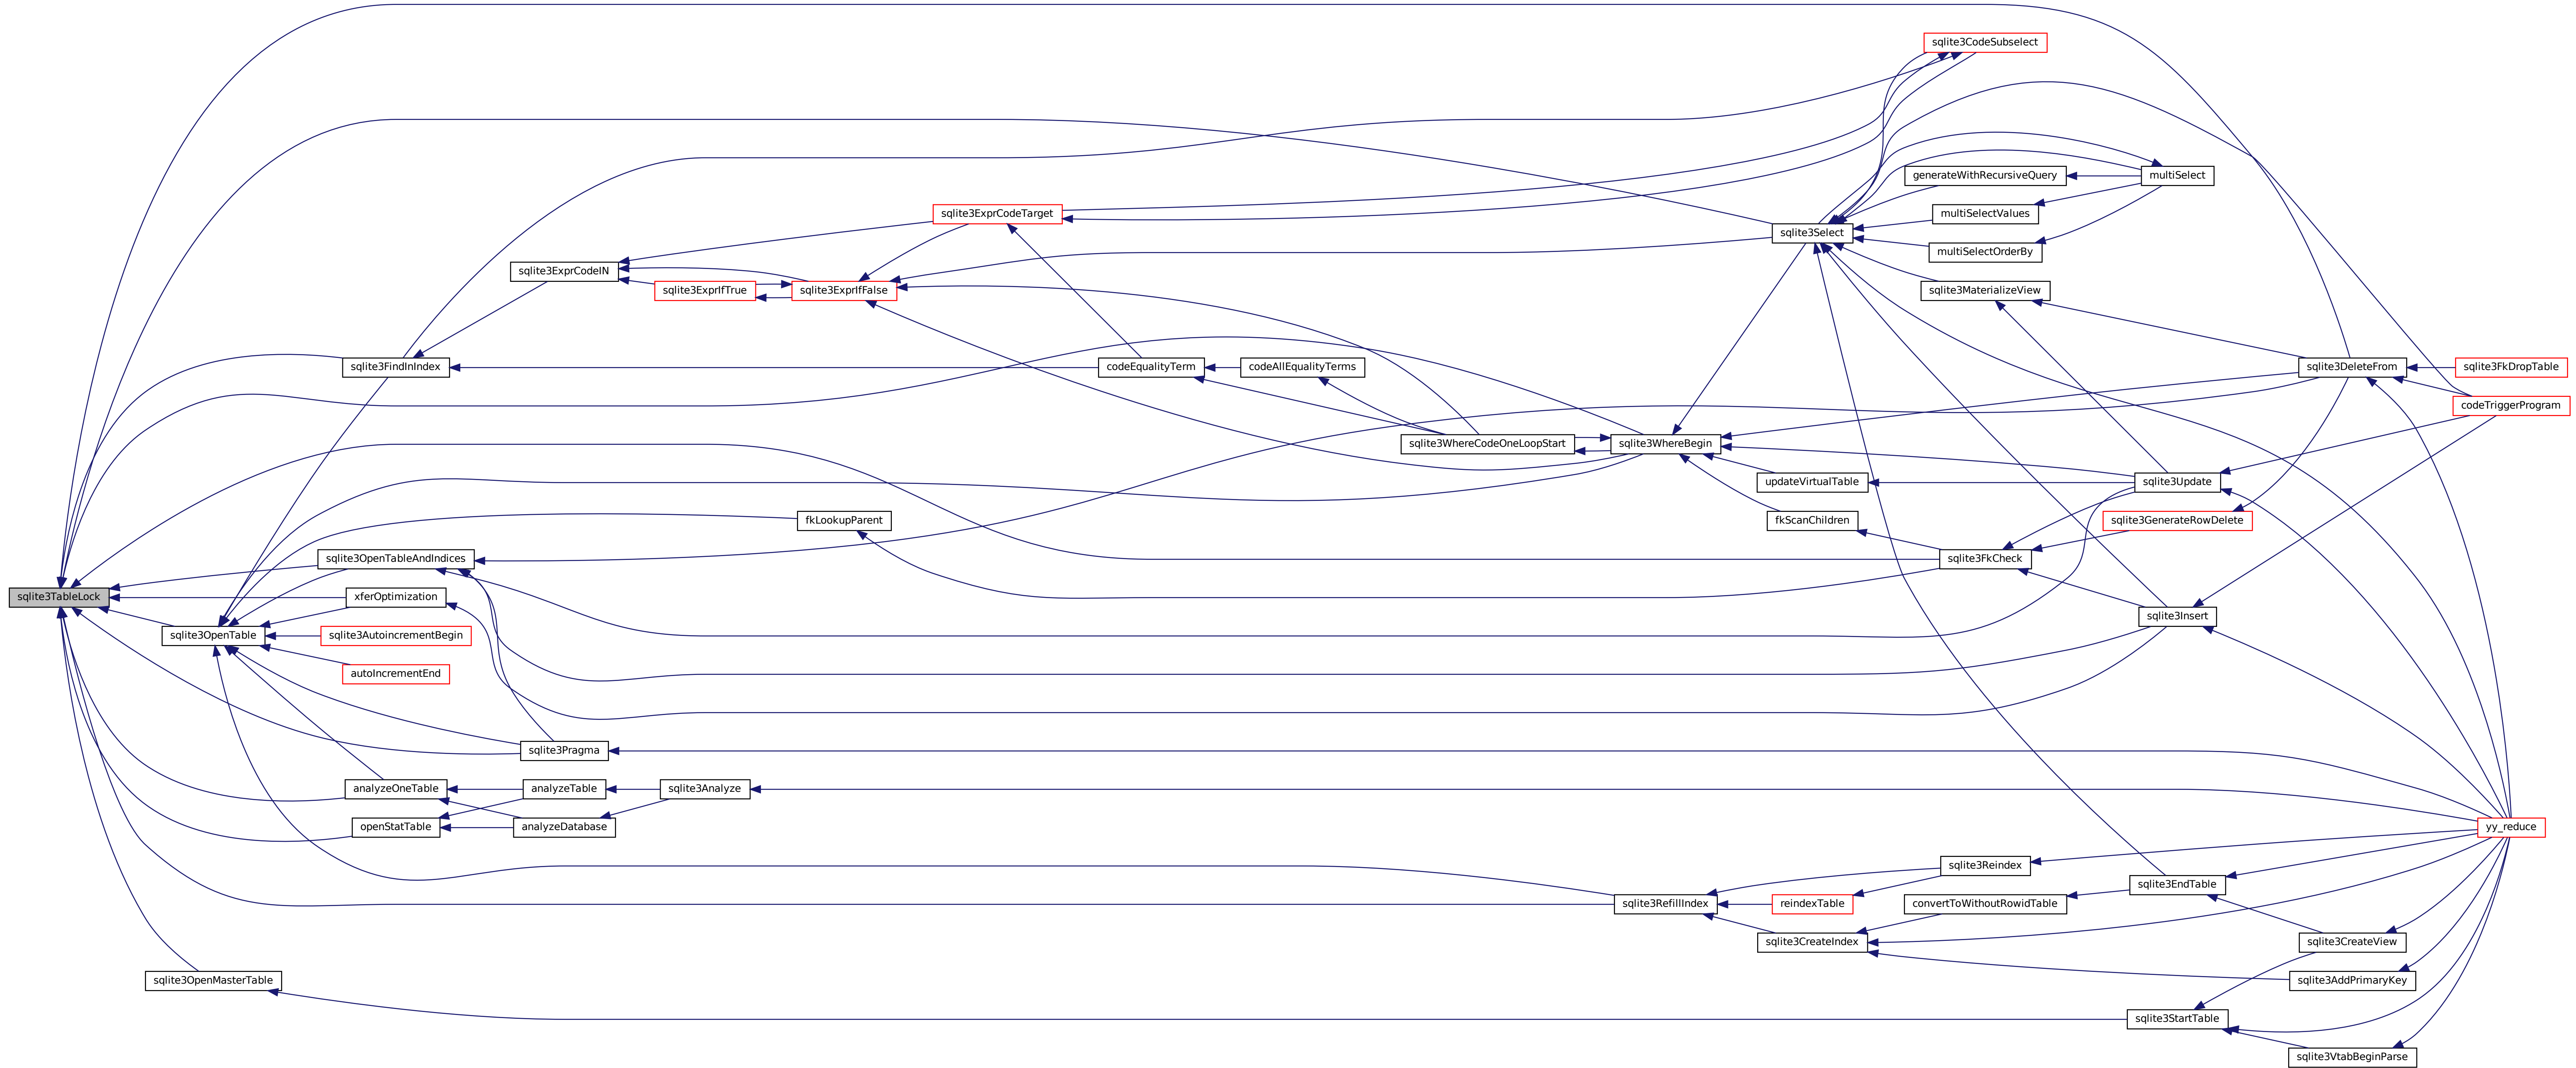 sqlite3CodeSubselect
generateWithRecursiveQuery
multiSelect
sqlite3ExprCodeTarget
multiSelectValues
sqlite3Select
multiSelectOrderBy
sqlite3ExprCodeIN
sqlite3ExprIfTrue
sqlite3ExprIfFalse
sqlite3MaterializeView
sqlite3FindInIndex
codeEqualityTerm
codeAllEqualityTerms
sqlite3DeleteFrom
sqlite3FkDropTable
codeTriggerProgram
sqlite3WhereCodeOneLoopStart
sqlite3WhereBegin
updateVirtualTable
sqlite3Update
fkLookupParent
fkScanChildren
sqlite3GenerateRowDelete
sqlite3OpenTableAndIndices
sqlite3FkCheck
sqlite3TableLock
xferOptimization
sqlite3Insert
sqlite3OpenTable
sqlite3AutoincrementBegin
autoIncrementEnd
sqlite3Pragma
analyzeOneTable
analyzeTable
sqlite3Analyze
openStatTable
analyzeDatabase
yy_reduce
sqlite3Reindex
sqlite3EndTable
sqlite3RefillIndex
reindexTable
convertToWithoutRowidTable
sqlite3CreateIndex
sqlite3CreateView
sqlite3OpenMasterTable
sqlite3AddPrimaryKey
sqlite3StartTable
sqlite3VtabBeginParse